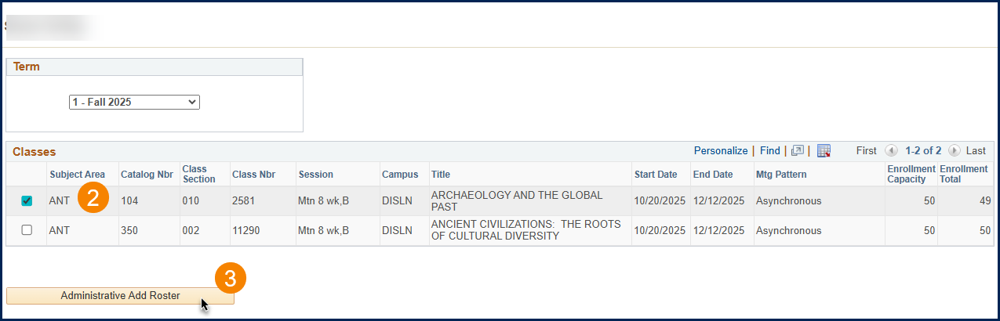 Term
1 - Fall 2025
Classes Personalize | Find | | First 1-2 of 2 Last
Subject Area Catalog Nbr Class Section Class Nbr Session Campus Title Start Date End Date Mtg Pattern Enrollment Capacity Enrollment Total
ANT 2 104 010 2581 Mtn 8 wk,B DISLN ARCHAEOLOGY AND THE GLOBAL PAST 10/20/2025 12/12/2025 Asynchronous 50 49
ANT 350 002 11290 Mtn 8 wk,B DISLN ANCIENT CIVILIZATIONS: THE ROOTS OF CULTURAL DIVERSITY 10/20/2025 12/12/2025 Asynchronous 50 50
3
Administrative Add Roster